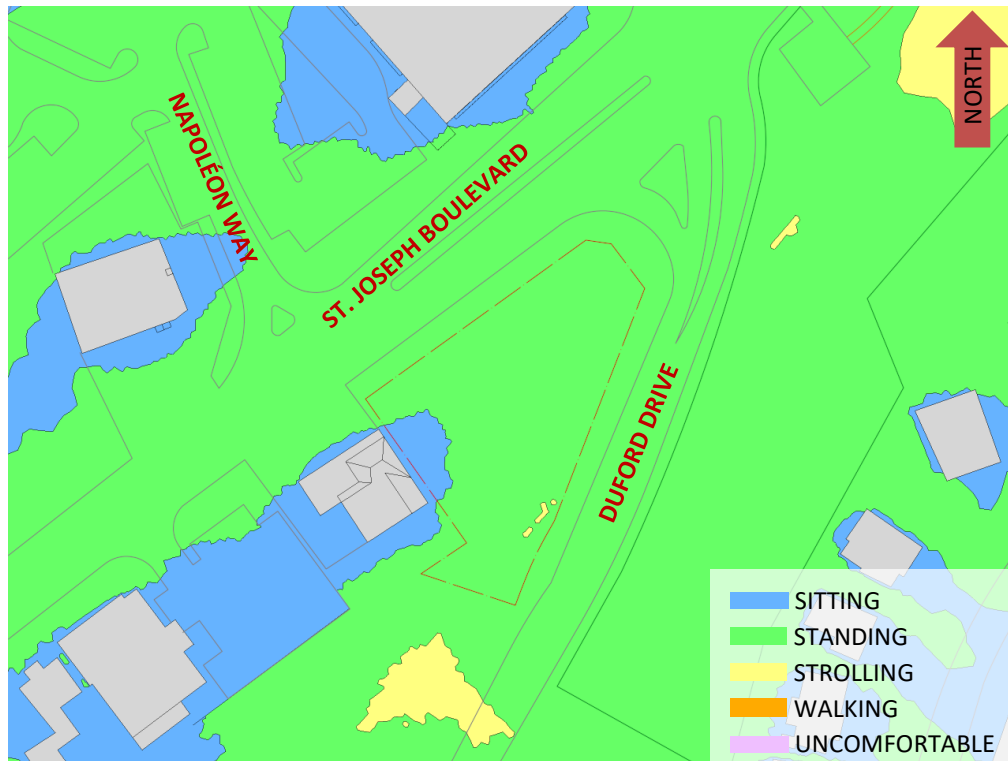 NORTH
NAPOLÉON WAY
ST. JOSEPH BOULEVARD
DUFORD DRIVE
SITTING
STANDING
STROLLING
WALKING
UNCOMFORTABLE